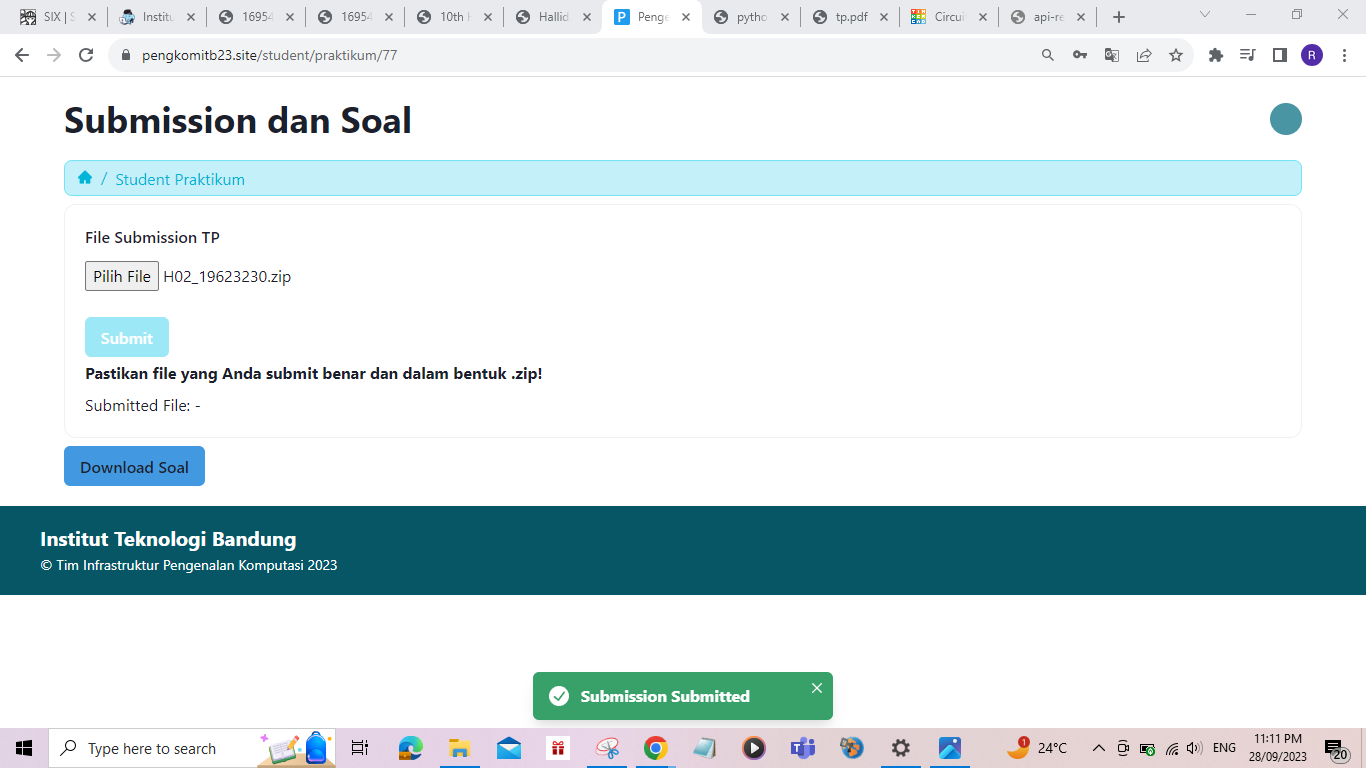 SIX | S
Institu
16954
16954
10th H
Hallid
Penge
pytho
tp.pdf
Circui
api-re
pengkomitb23.site/student/praktikum/77
R
Submission dan Soal
/ Student Praktikum
File Submission TP
Pilih File H02_19623230.zip
Submit
Pastikan file yang Anda submit benar dan dalam bentuk .zip!
Submitted File: -
Download Soal
Institut Teknologi Bandung
© Tim Infrastruktur Pengenalan Komputasi 2023
Submission Submitted
Type here to search
1
24°C
ENG
11:11 PM
28/09/2023
20